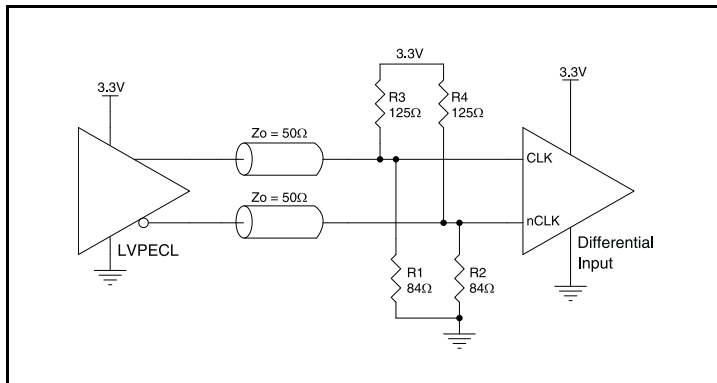 3.3V
3.3V
3.3V
R3
125Ω
R4
125Ω
Zo = 50Ω
CLK
Zo = 50Ω
nCLK
LVPECL
Differential
Input
R1
84Ω
R2
84Ω